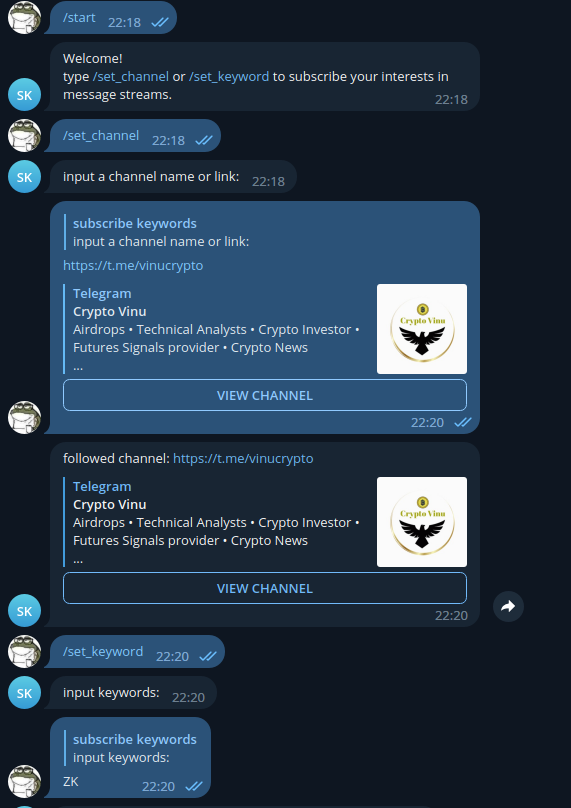 /start 22:18
Welcome!
type /set_channel or /set_keyword to subscribe your interests in
message streams.
SK
22:18
/set_channel 22:18
SK
input a channel name or link: 22:18
subscribe keywords
input a channel name or link:
https://t.me/vinucrypto
Telegram
Crypto Vinu
Airdrops • Technical Analysts • Crypto Investor •
Futures Signals provider • Crypto News
...
Crypto Vinu
VIEW CHANNEL
22:20
followed channel: https://t.me/vinucrypto
Telegram
Crypto Vinu
Airdrops • Technical Analysts • Crypto Investor •
Futures Signals provider • Crypto News
...
Crypto Vinu
VIEW CHANNEL
SK
22:20
/set_keyword 22:20
SK
input keywords: 22:20
subscribe keywords
input keywords:
ZK 22:20